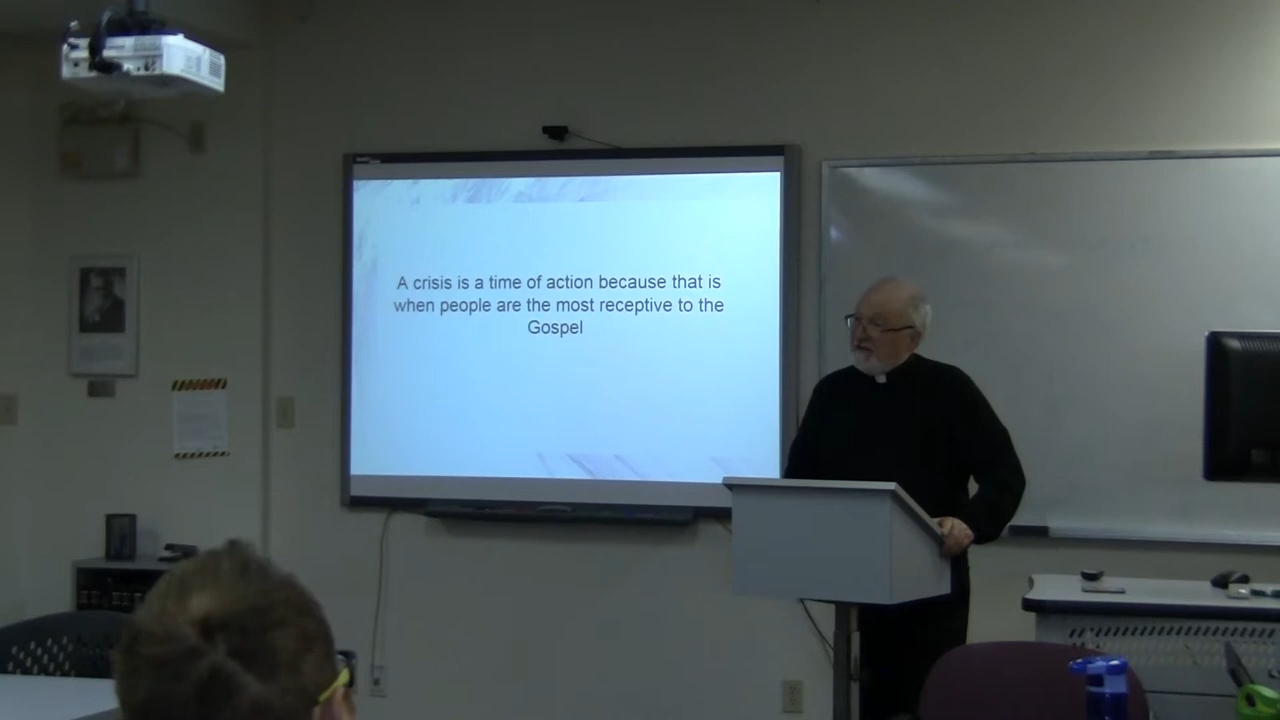 A crisis is a time of action because that is
when people are the most receptive to the
Gospel